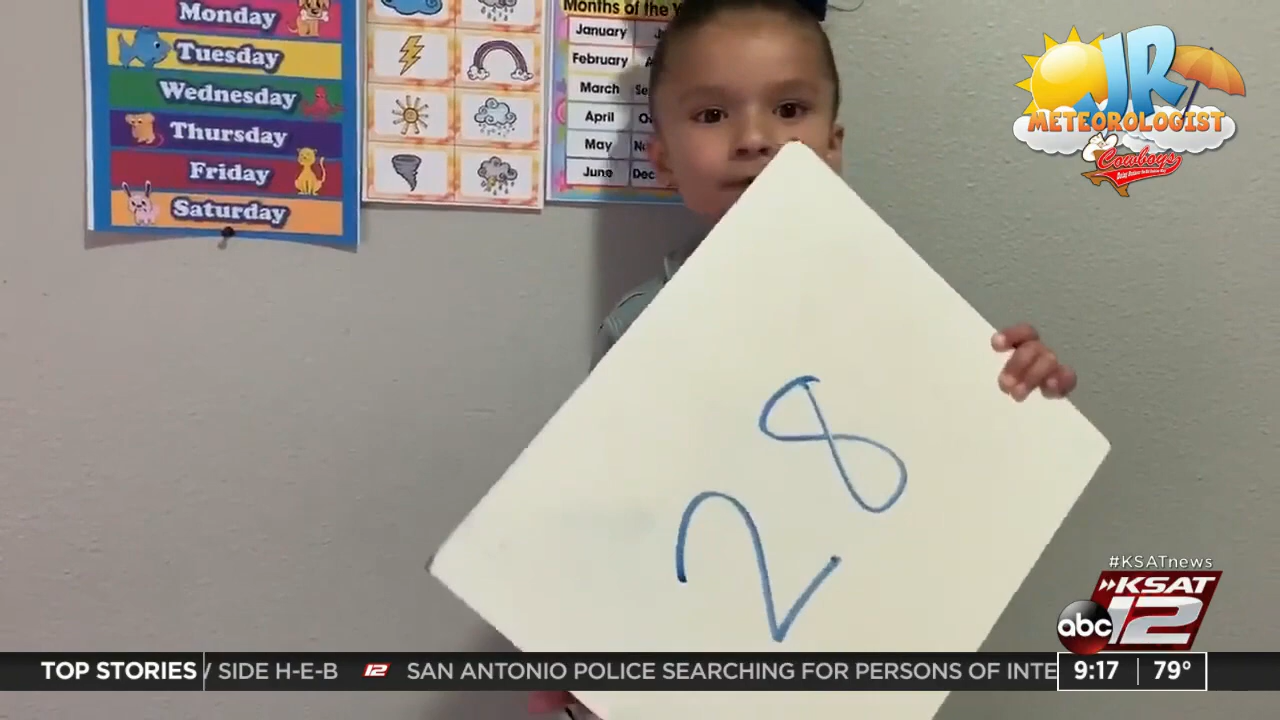 Monday
Tuesday
Wednesday
Thursday
Friday
Saturday
Months of the
January
February
March
April
May
June
Dec
JR
METEOROLOGIST
Cowboys
28
#KSATnews
KSAT
abc 12
TOP STORIES SIDE H-E-B 12 SAN ANTONIO POLICE SEARCHING FOR PERSONS OF INTE 9:17 79°